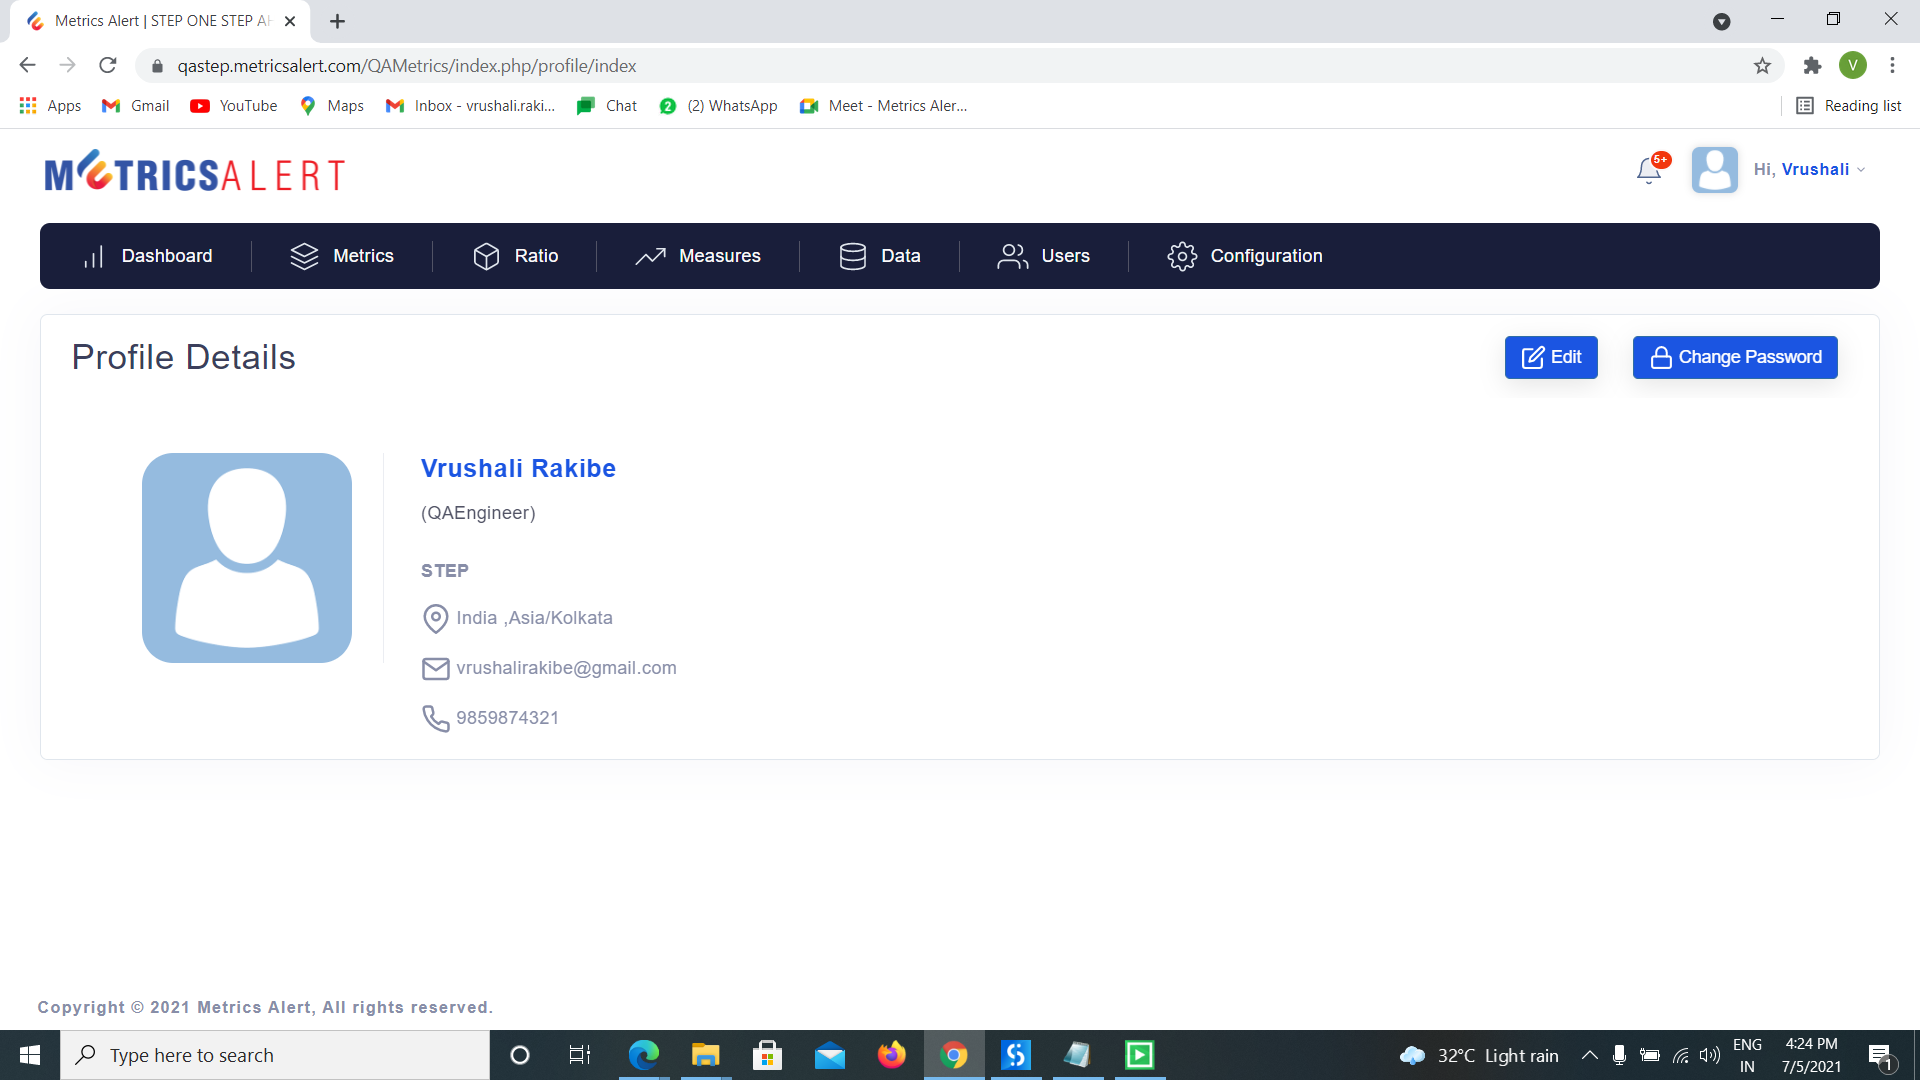 Metrics Alert | STEP ONE STEP AH
qastep.metricsalert.com/QAMetrics/index.php/profile/index
V
Apps Gmail YouTube Maps Inbox - vrushali.raki... Chat 2 (2) WhatsApp Meet - Metrics Aler... Reading list
METRICSALERT
5+
Hi, Vrushali
Dashboard Metrics Ratio Measures Data Users Configuration
Profile Details
Edit Change Password
Vrushali Rakibe
(QAEngineer)
STEP
India ,Asia/Kolkata
vrushalirakibe@gmail.com
9859874321
Copyright © 2021 Metrics Alert, All rights reserved.
Type here to search
32°C Light rain
ENG
IN
4:24 PM
7/5/2021
1